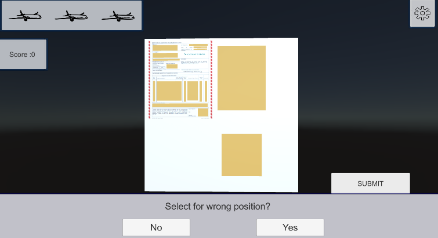 Score :0
SUBMIT
Select for wrong position?
No
Yes